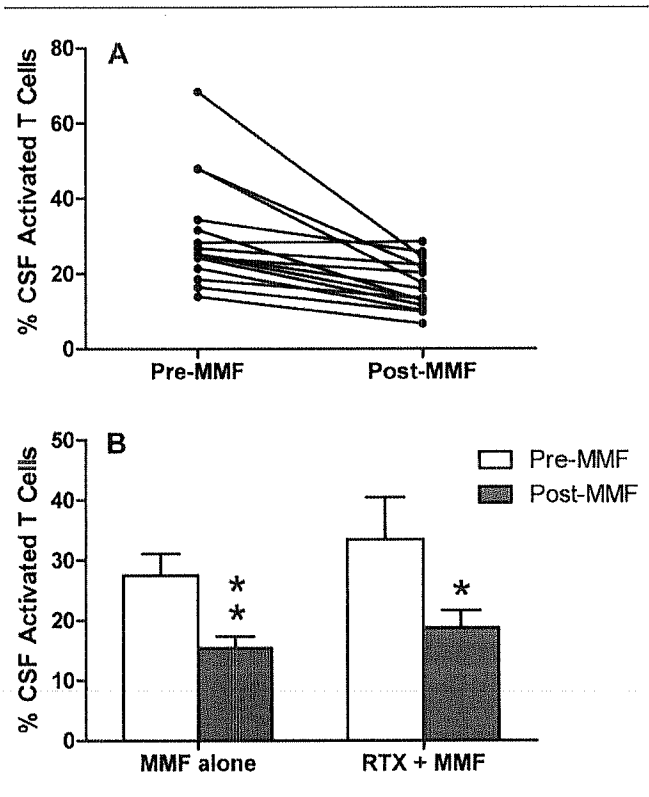 A
% CSF Activated T Cells
80
60
40
20
0
Pre-MMF Post-MMF
B
% CSF Activated T Cells
50
40
30
20
10
0
Pre-MMF
Post-MMF
*
*
*
MMF alone RTX + MMF